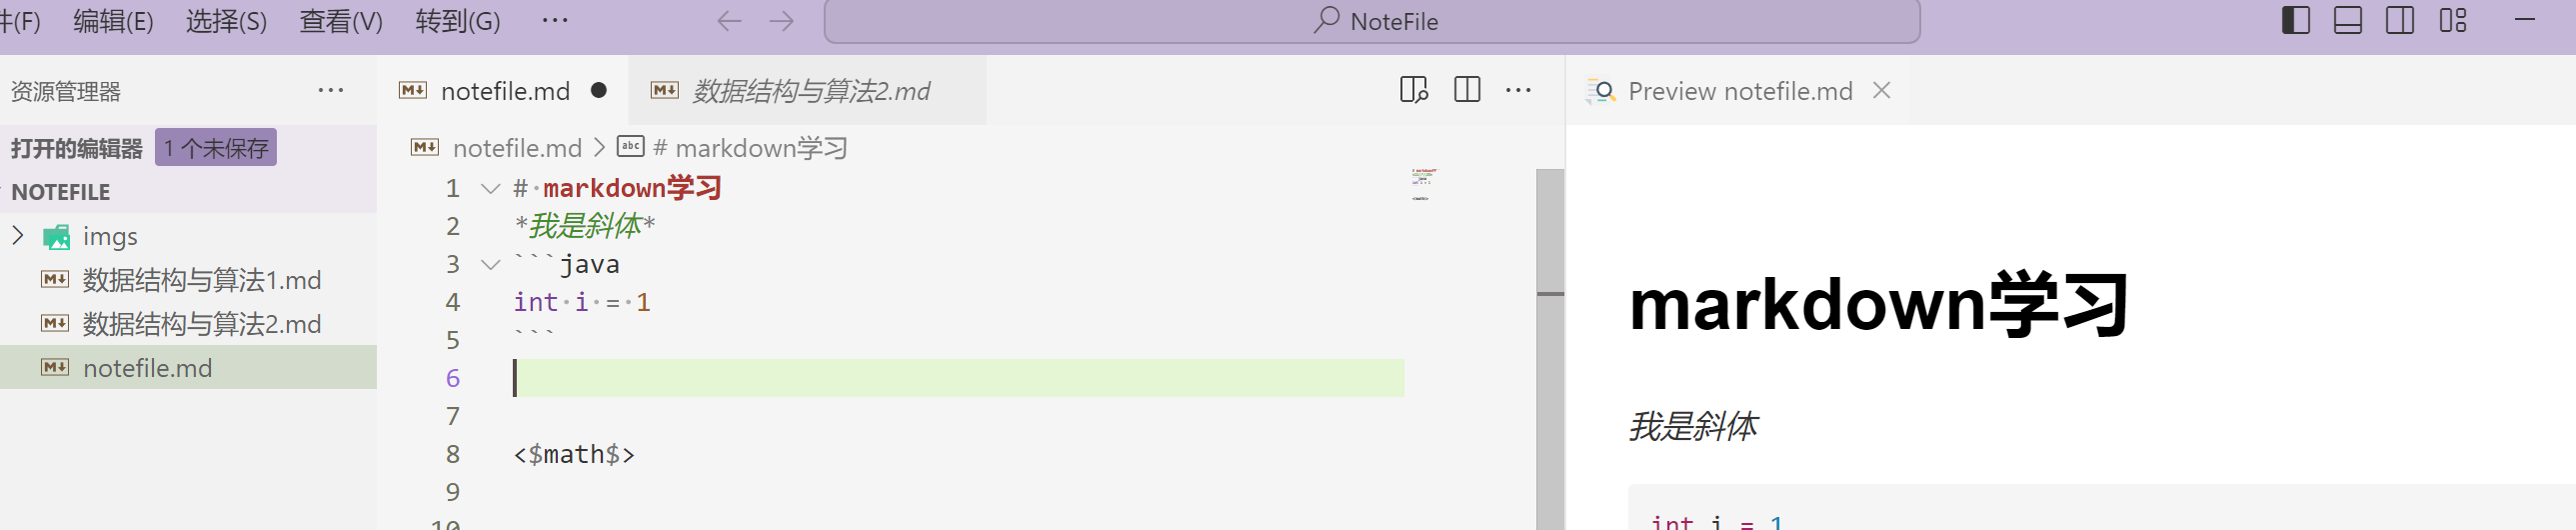 件(F) 编辑(E) 选择(S) 查看(V) 转到(G) ··· NoteFile
资源管理器 ···
打开的编辑器 1 个未保存
NOTEFILE
imgs
数据结构与算法1.md
数据结构与算法2.md
notefile.md
notefile.md 数据结构与算法2.md
notefile.md > # markdown学习
1 # markdown学习
2 *我是斜体*
3 ```java
4 int i = 1
5 ```
6
7
8 <$math$>
9
10
Preview notefile.md
markdown学习
我是斜体
int i = 1